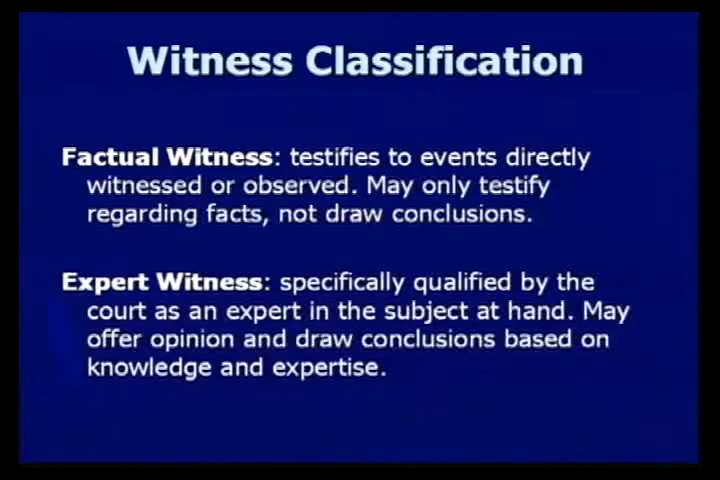 Witness Classification
Factual Witness: testifies to events directly
witnessed or observed. May only testify
regarding facts, not draw conclusions.
Expert Witness: specifically qualified by the
court as an expert in the subject at hand. May
offer opinion and draw conclusions based on
knowledge and expertise.